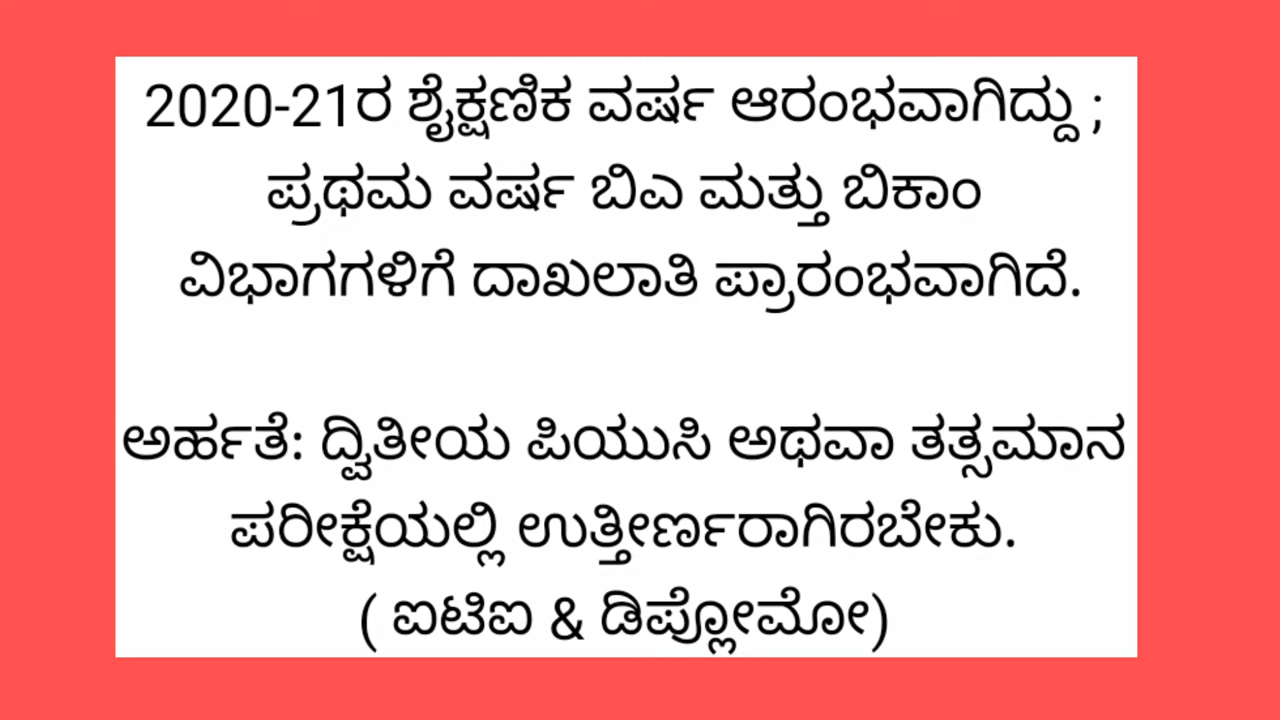 2020-21ರ ಶೈಕ್ಷಣಿಕ ವರ್ಷ ಆರಂಭವಾಗಿದ್ದು ;
ಪ್ರಥಮ ವರ್ಷ ಬಿಎ ಮತ್ತು ಬಿಕಾಂ
ವಿಭಾಗಗಳಿಗೆ ದಾಖಲಾತಿ ಪ್ರಾರಂಭವಾಗಿದೆ.
ಅರ್ಹತೆ: ದ್ವಿತೀಯ ಪಿಯುಸಿ ಅಥವಾ ತತ್ಸಮಾನ
ಪರೀಕ್ಷೆಯಲ್ಲಿ ಉತ್ತೀರ್ಣರಾಗಿರಬೇಕು.
( ಐಟಿಐ & ಡಿಪ್ಲೋಮೋ)